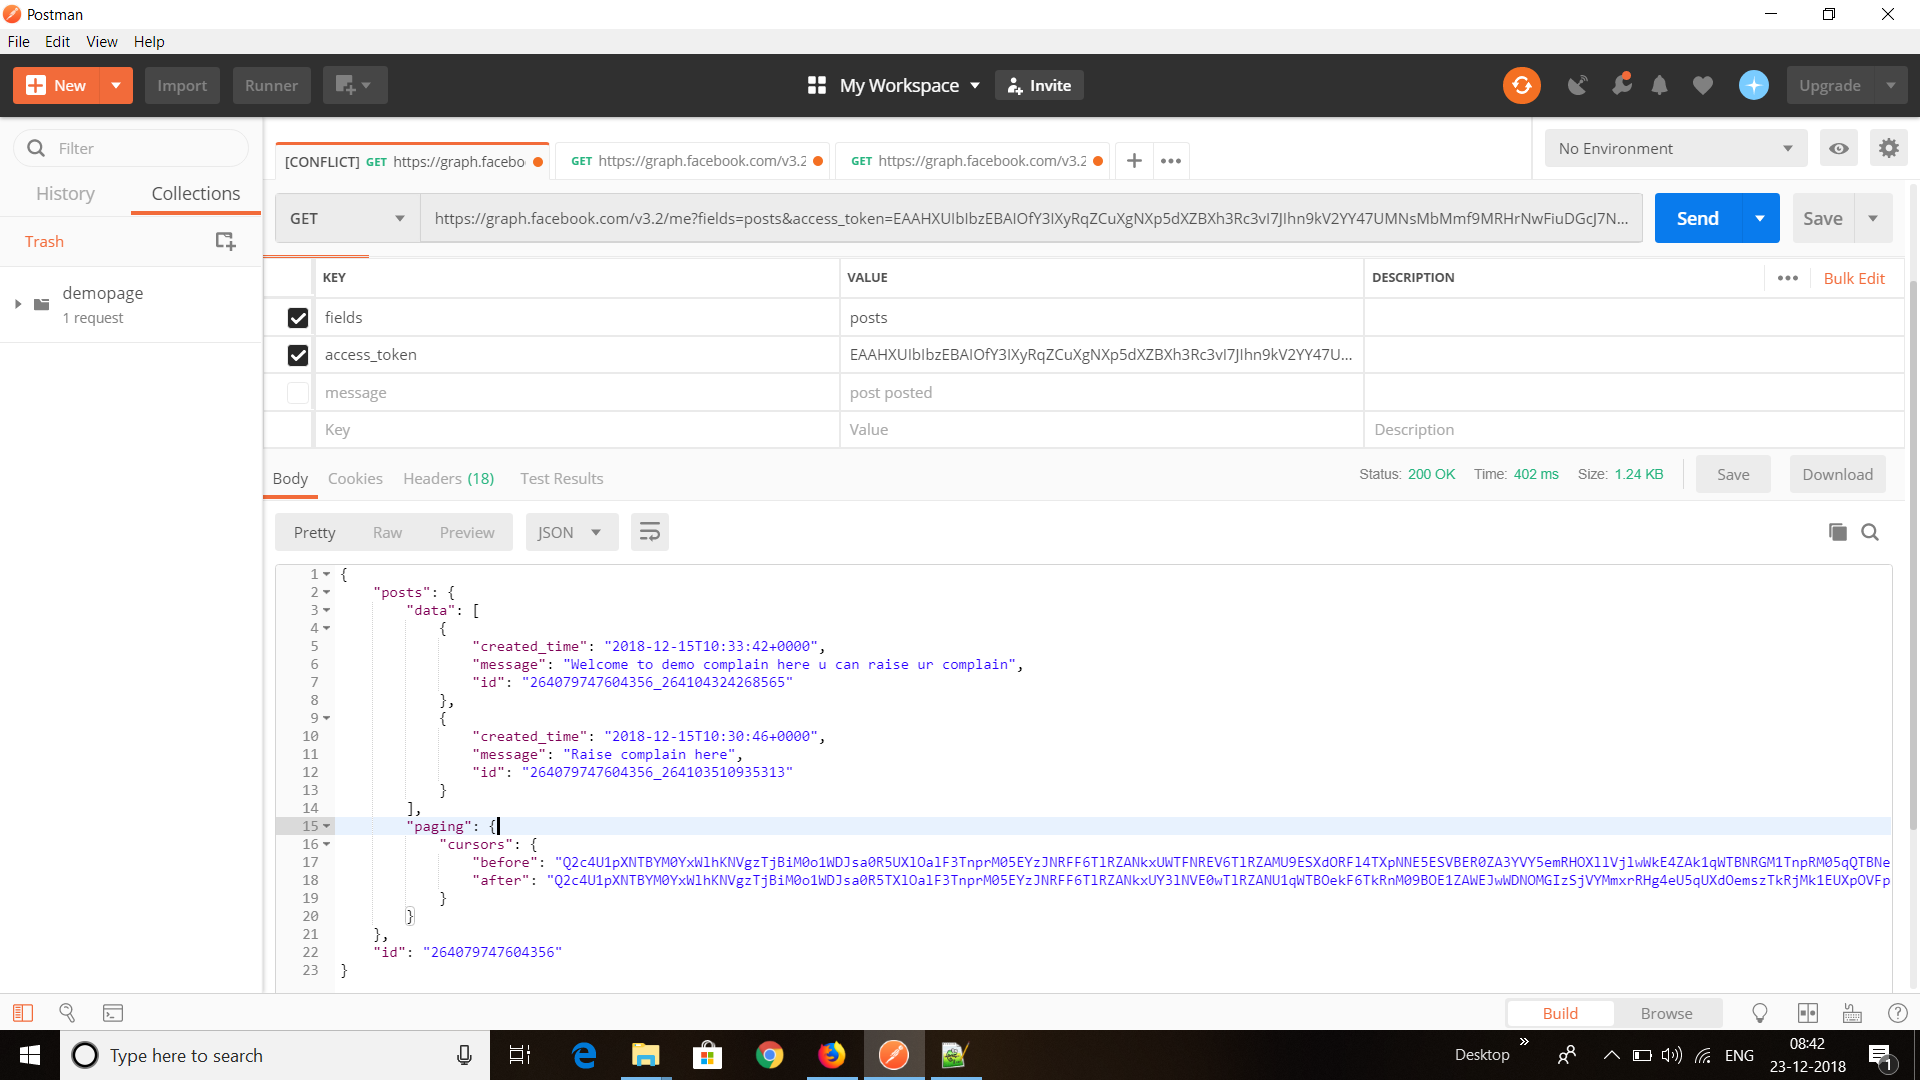 Postman
File Edit View Help
New Import Runner My Workspace Invite Upgrade
Filter
History Collections
Trash
demopage
1 request
[CONFLICT] GET https://graph.facebo GET https://graph.facebook.com/v3.2 GET https://graph.facebook.com/v3.2 No Environment
GET https://graph.facebook.com/v3.2/me?fields=posts&access_token= Send Save
KEY VALUE DESCRIPTION Bulk Edit
fields posts
access_token
message post posted
Key Value Description
Body Cookies Headers (18) Test Results Status: 200 OK Time: 402 ms Size: 1.24 KB Save Download
Pretty Raw Preview JSON
1 {
2 "posts": {
3 "data": [
4 {
5 "created_time": "2018-12-15T10:33:42+0000",
6 "message": "Welcome to demo complain here u can raise ur complain",
7 "id": "264079747604356_264104324268565"
8 },
9 {
10 "created_time": "2018-12-15T10:30:46+0000",
11 "message": "Raise complain here",
12 "id": "264079747604356_264103510935313"
13 }
14 ],
15 "paging": {
16 "cursors": {
17 "before":
18 "after":
19 }
20 }
21 },
22 "id": "264079747604356"
23 }
Build Browse
Type here to search Desktop ENG 08:42
23-12-2018 1